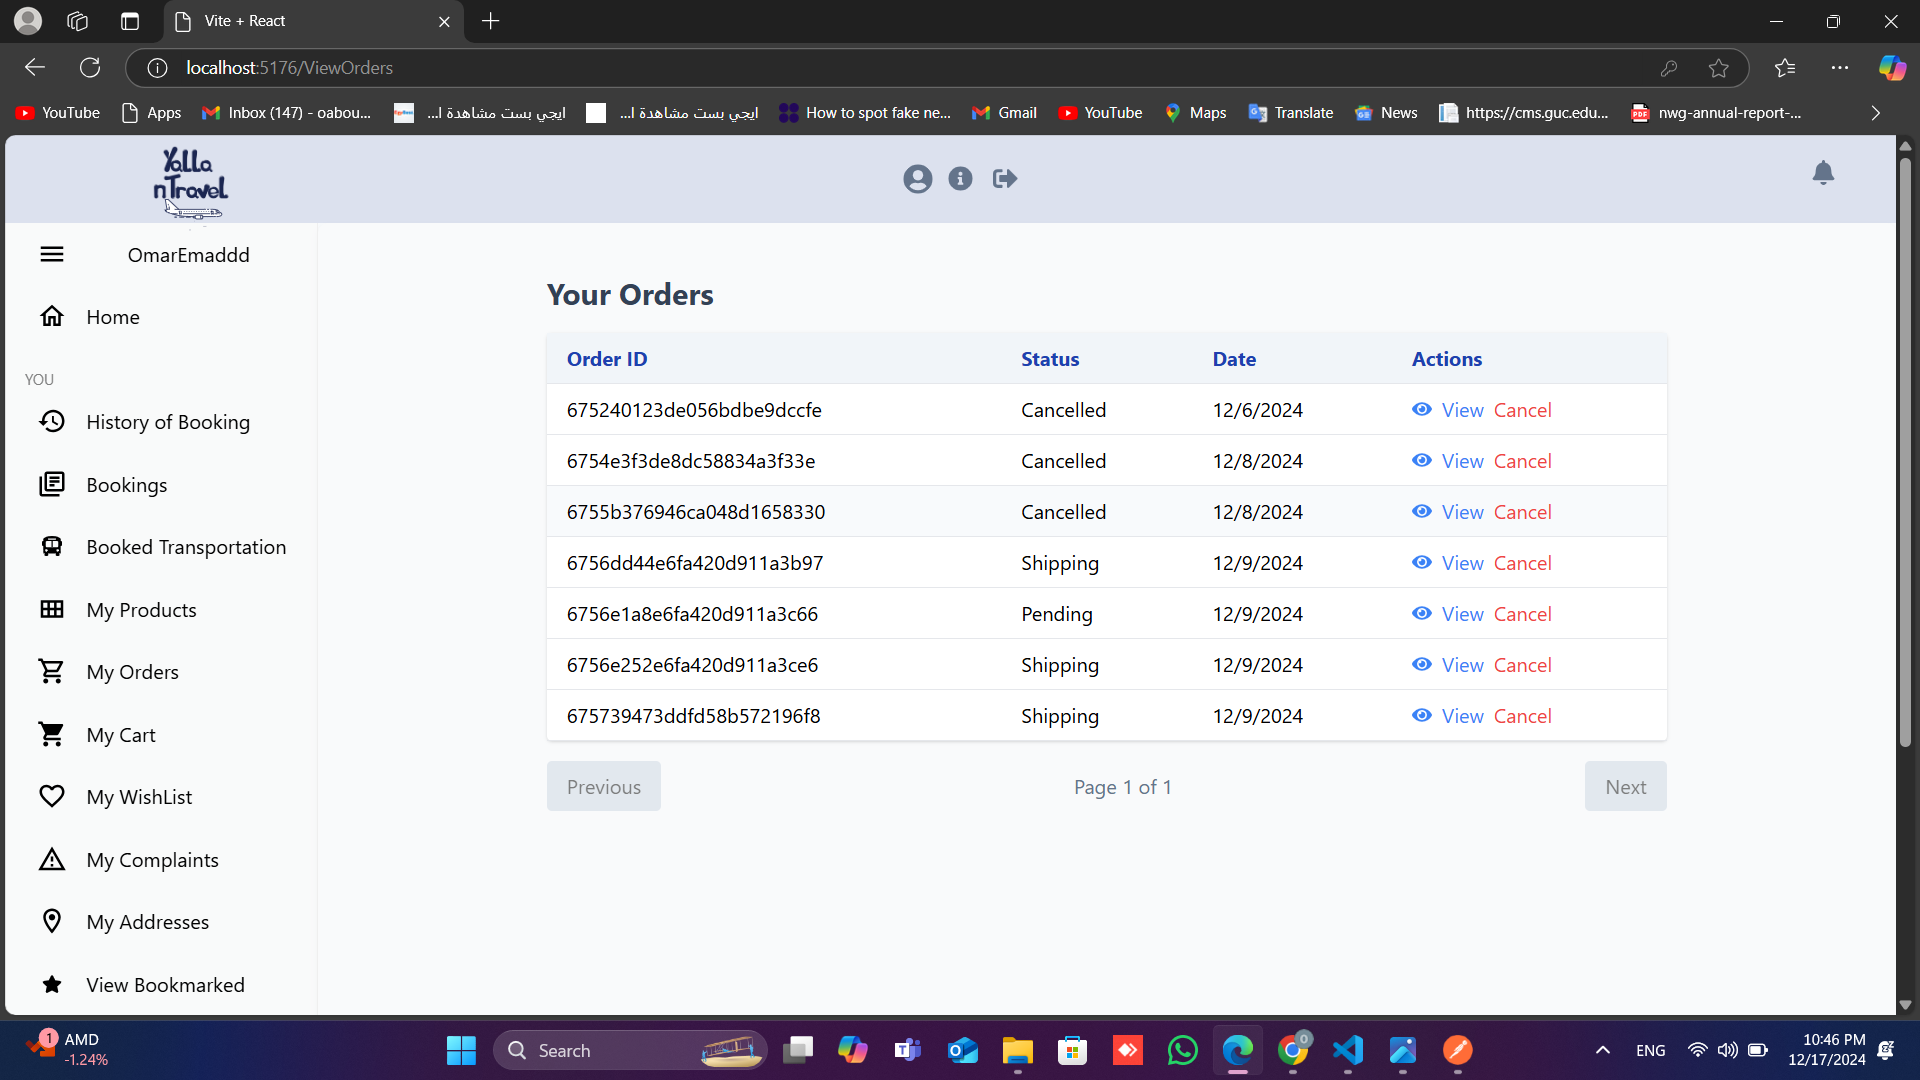 Vite + React
localhost:5176/ViewOrders
YouTube
Apps
Inbox (147) - oabou...
ايجي بست مشاهدة ا...
ايجي بست مشاهدة ا...
How to spot fake ne...
Gmail
YouTube
Maps
Translate
News
https://cms.guc.edu...
nwg-annual-report-...
Yalla
nTravel
OmarEmaddd
Home
YOU
History of Booking
Bookings
Booked Transportation
My Products
My Orders
My Cart
My WishList
My Complaints
My Addresses
View Bookmarked
Your Orders
Order ID Status Date Actions
675240123de056bdbe9dccfe Cancelled 12/6/2024 View Cancel
6754e3f3de8dc58834a3f33e Cancelled 12/8/2024 View Cancel
6755b376946ca048d1658330 Cancelled 12/8/2024 View Cancel
6756dd44e6fa420d911a3b97 Shipping 12/9/2024 View Cancel
6756e1a8e6fa420d911a3c66 Pending 12/9/2024 View Cancel
6756e252e6fa420d911a3ce6 Shipping 12/9/2024 View Cancel
675739473ddfd58b572196f8 Shipping 12/9/2024 View Cancel
Previous Page 1 of 1 Next
1
AMD
-1.24%
Search
0
ENG
10:46 PM
12/17/2024